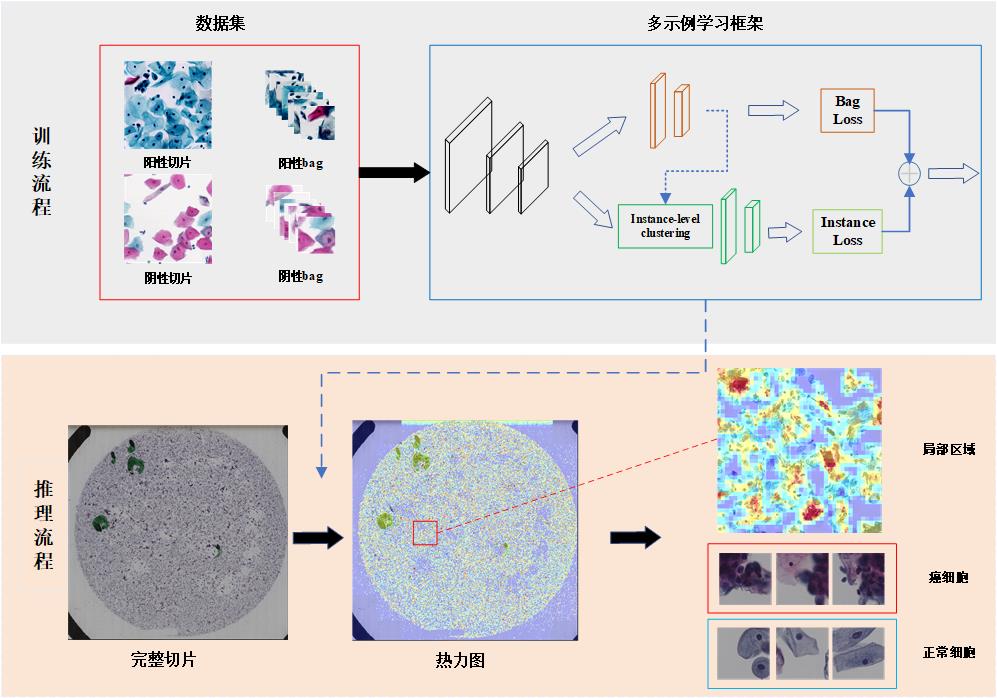 数据集
多示例学习框架
训练流程
阳性切片
阳性bag
阴性切片
阴性bag
Bag
Loss
Instance-level
clustering
Instance
Loss
推理流程
完整切片
热力图
局部区域
癌细胞
正常细胞